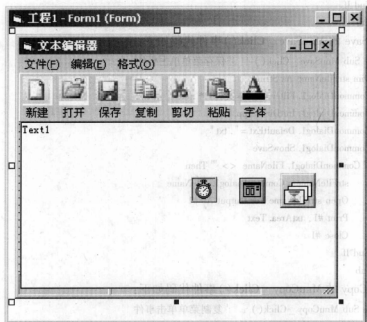 工程1 - Form1 (Form)
文本编辑器
文件(F) 编辑(E) 格式(O)
新建 打开 保存 复制 剪切 粘贴 字体
Text1